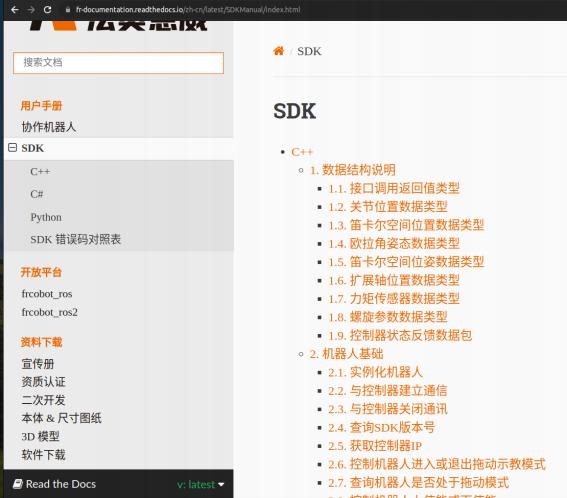 fr-documentation.readthedocs.io/zh-cn/latest/SDKManual/index.html
搜索文档
用户手册
协作机器人
SDK
C++
C#
Python
SDK 错误码对照表
开放平台
frcobot_ros
frcobot_ros2
资料下载
宣传册
资质认证
二次开发
本体 & 尺寸图纸
3D 模型
软件下载
Read the Docs v: latest
/ SDK
SDK
C++
1. 数据结构说明
1.1. 接口调用返回值类型
1.2. 关节位置数据类型
1.3. 笛卡尔空间位置数据类型
1.4. 欧拉角姿态数据类型
1.5. 笛卡尔空间位姿数据类型
1.6. 扩展轴位置数据类型
1.7. 力矩传感器数据类型
1.8. 螺旋参数数据类型
1.9. 控制器状态反馈数据包
2. 机器人基础
2.1. 实例化机器人
2.2. 与控制器建立通信
2.3. 与控制器关闭通讯
2.4. 查询SDK版本号
2.5. 获取控制器IP
2.6. 控制机器人进入或退出拖动示教模式
2.7. 查询机器人是否处于拖动模式